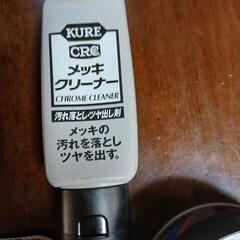 KURE
CRC
メッキ
クリーナー
CHROME CLEANER
汚れ落とし・ツヤ出し剤
メッキの
汚れを落とし
ツヤを出す。